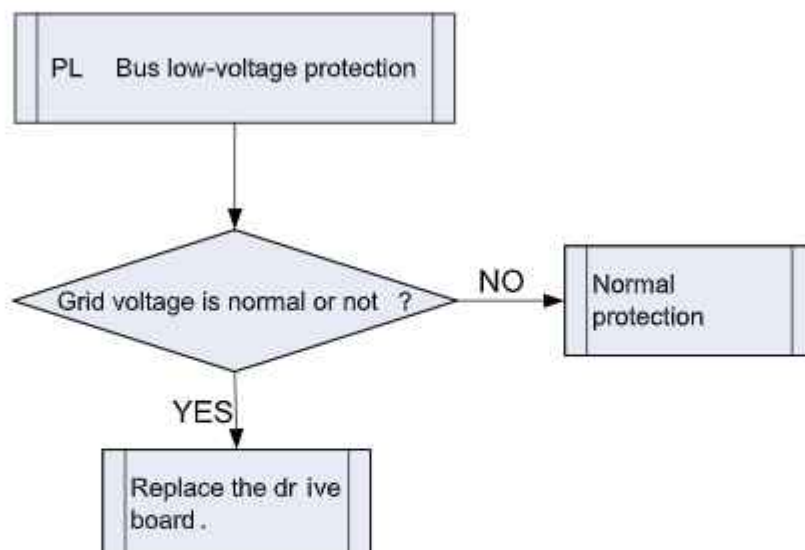 PL Bus low-voltage protection
Grid voltage is normal or not ?
NO
Normal
protection
YES
Replace the dr ive
board .